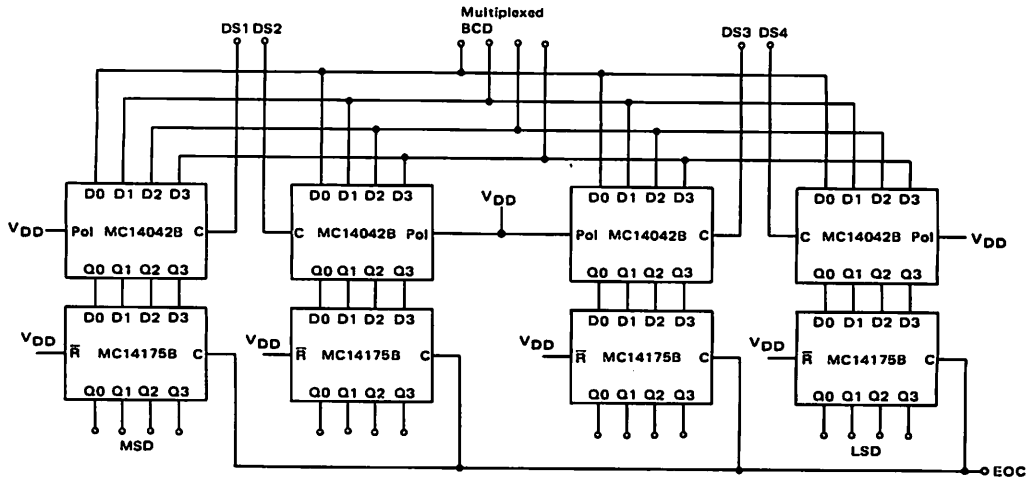 Multiplexed
DS1 DS2 BCD DS3 DS4
D0 D1 D2 D3 D0 D1 D2 D3 D0 D1 D2 D3 D0 D1 D2 D3
VDD Pol MC14042B C C MC14042B Pol VDD Pol MC14042B C C MC14042B Pol VDD
Q0 Q1 Q2 Q3 Q0 Q1 Q2 Q3 Q0 Q1 Q2 Q3 Q0 Q1 Q2 Q3
D0 D1 D2 D3 D0 D1 D2 D3 D0 D1 D2 D3 D0 D1 D2 D3
VDD R̅ MC14175B C VDD R̅ MC14175B C VDD R̅ MC14175B C VDD R̅ MC14175B C
Q0 Q1 Q2 Q3 Q0 Q1 Q2 Q3 Q0 Q1 Q2 Q3 Q0 Q1 Q2 Q3
MSD LSD
EOC